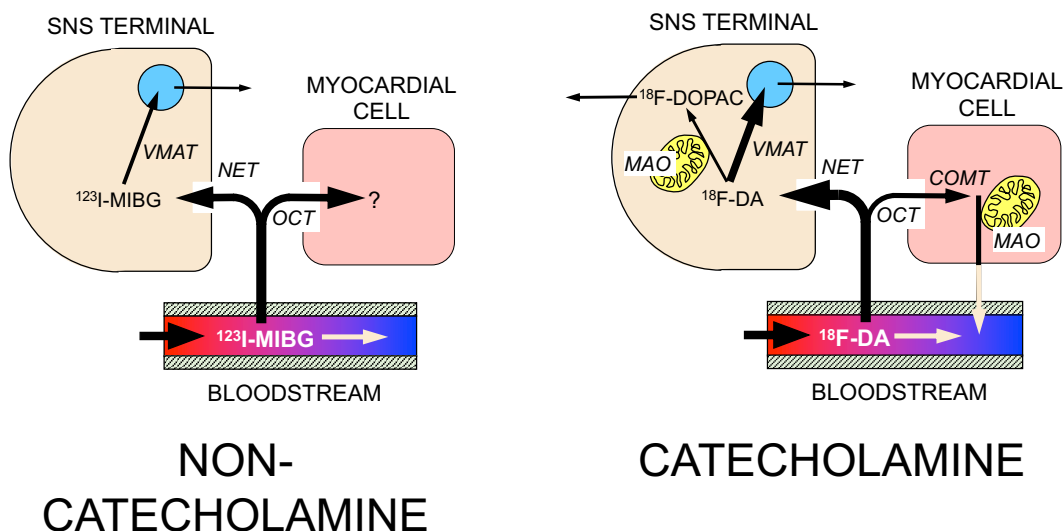 SNS TERMINAL
MYOCARDIAL
CELL
VMAT
NET
¹²³I-MIBG
OCT
?
¹²³I-MIBG
BLOODSTREAM
NON-
CATECHOLAMINE
SNS TERMINAL
MYOCARDIAL
CELL
¹⁸F-DOPAC
MAO
VMAT
NET
COMT
¹⁸F-DA
OCT
MAO
¹⁸F-DA
BLOODSTREAM
CATECHOLAMINE